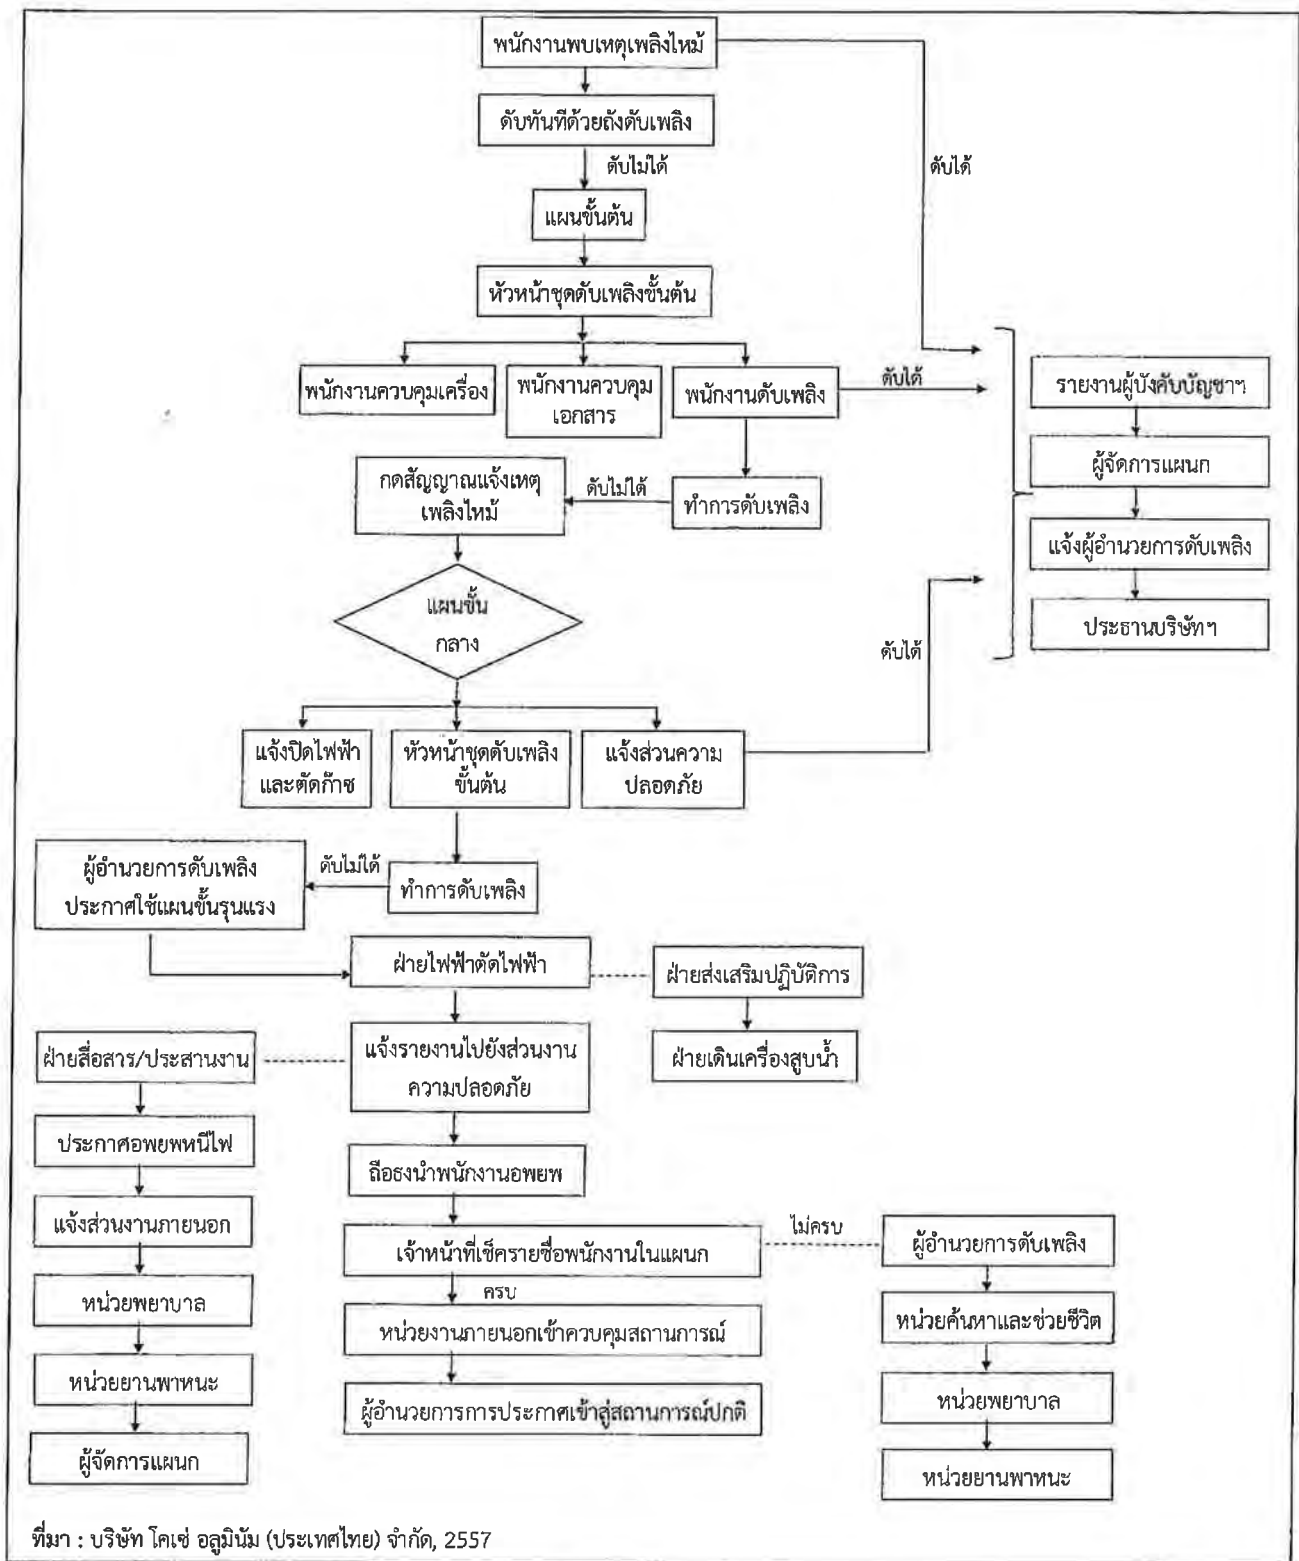 พนักงานพบเหตุเพลิงไหม้
ดับทันทีด้วยถังดับเพลิง
ดับไม่ได้
ดับได้
แผนขั้นต้น
หัวหน้าชุดดับเพลิงขั้นต้น
พนักงานควบคุมเครื่อง
พนักงานควบคุม
เอกสาร
พนักงานดับเพลิง
ดับได้
รายงานผู้บังคับบัญชาฯ
ผู้จัดการแผนก
แจ้งผู้อำนวยการดับเพลิง
ประธานบริษัทฯ
กดสัญญาณแจ้งเหตุ
เพลิงไหม้
ดับไม่ได้
ทำการดับเพลิง
แผนขั้น
กลาง
ดับได้
แจ้งปิดไฟฟ้า
และตัดก๊าซ
หัวหน้าชุดดับเพลิง
ขั้นต้น
แจ้งส่วนความ
ปลอดภัย
ผู้อำนวยการดับเพลิง
ประกาศใช้แผนขั้นรุนแรง
ดับไม่ได้
ทำการดับเพลิง
ฝ่ายไฟฟ้าตัดไฟฟ้า
ฝ่ายส่งเสริมปฏิบัติการ
ฝ่ายเดินเครื่องสูบน้ำ
ฝ่ายสื่อสาร/ประสานงาน
แจ้งรายงานไปยังส่วนงาน
ความปลอดภัย
ประกาศอพยพหนีไฟ
ถือธงนำพนักงานอพยพ
แจ้งส่วนงานภายนอก
เจ้าหน้าที่เช็ครายชื่อพนักงานในแผนก
ไม่ครบ
ผู้อำนวยการดับเพลิง
ครบ
หน่วยพยาบาล
หน่วยงานภายนอกเข้าควบคุมสถานการณ์
หน่วยค้นหาและช่วยชีวิต
หน่วยยานพาหนะ
ผู้อำนวยการการประกาศเข้าสู่สถานการณ์ปกติ
หน่วยพยาบาล
ผู้จัดการแผนก
หน่วยยานพาหนะ
ที่มา : บริษัท โคเซ่ อลูมินัม (ประเทศไทย) จำกัด, 2557